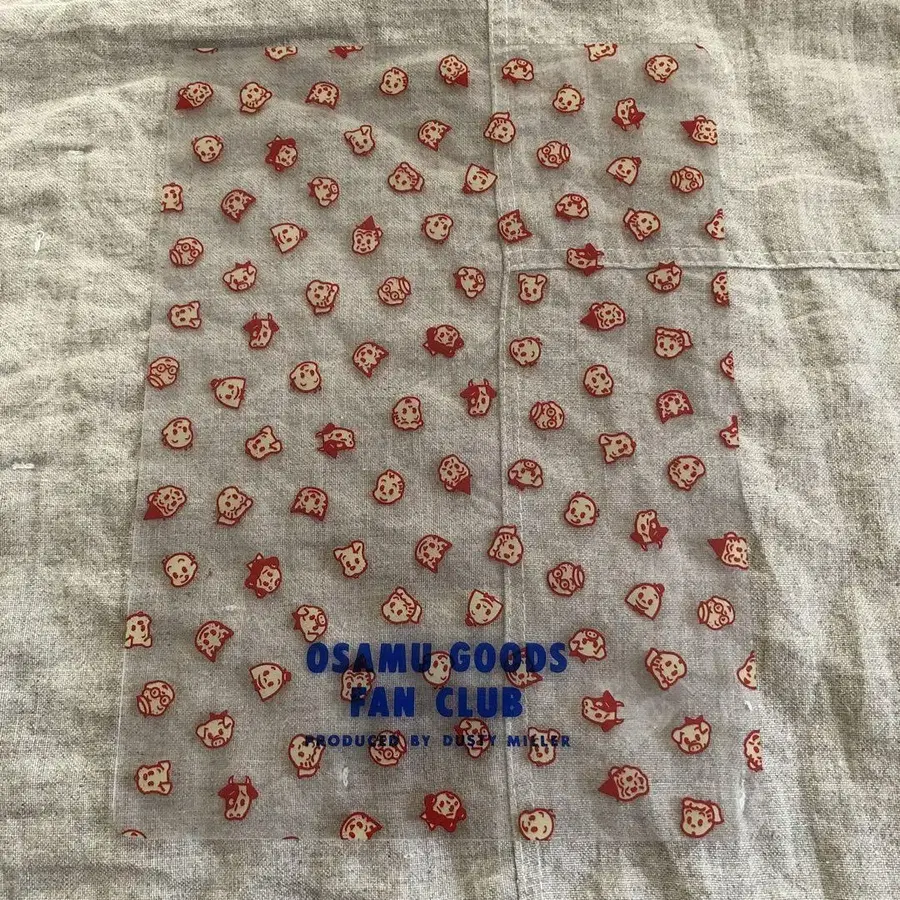 OSAMU GOODS
FAN CLUB
PRODUCED BY DUSTY MILLER